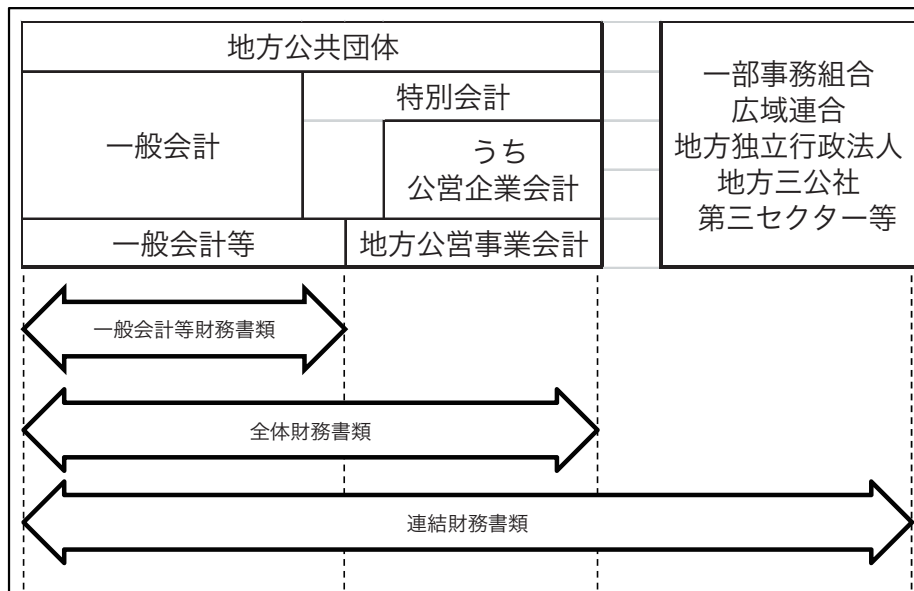 地方公共団体
一般会計
特別会計
うち
公営企業会計
一般会計等
地方公営事業会計
一部事務組合
広域連合
地方独立行政法人
地方三公社
第三セクター等
一般会計等財務書類
全体財務書類
連結財務書類